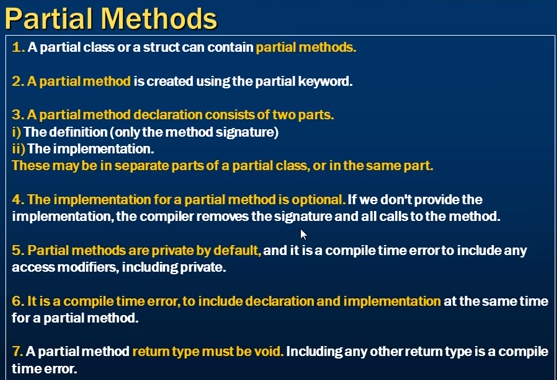 Partial Methods
1. A partial class or a struct can contain partial methods.
2. A partial method is created using the partial keyword.
3. A partial method declaration consists of two parts.
i) The definition (only the method signature)
ii) The implementation.
These may be in separate parts of a partial class, or in the same part.
4. The implementation for a partial method is optional. If we don't provide the
implementation, the compiler removes the signature and all calls to the method.
5. Partial methods are private by default, and it is a compile time error to include any
access modifiers, including private.
6. It is a compile time error, to include declaration and implementation at the same time
for a partial method.
7. A partial method return type must be void. Including any other return type is a compile
time error.